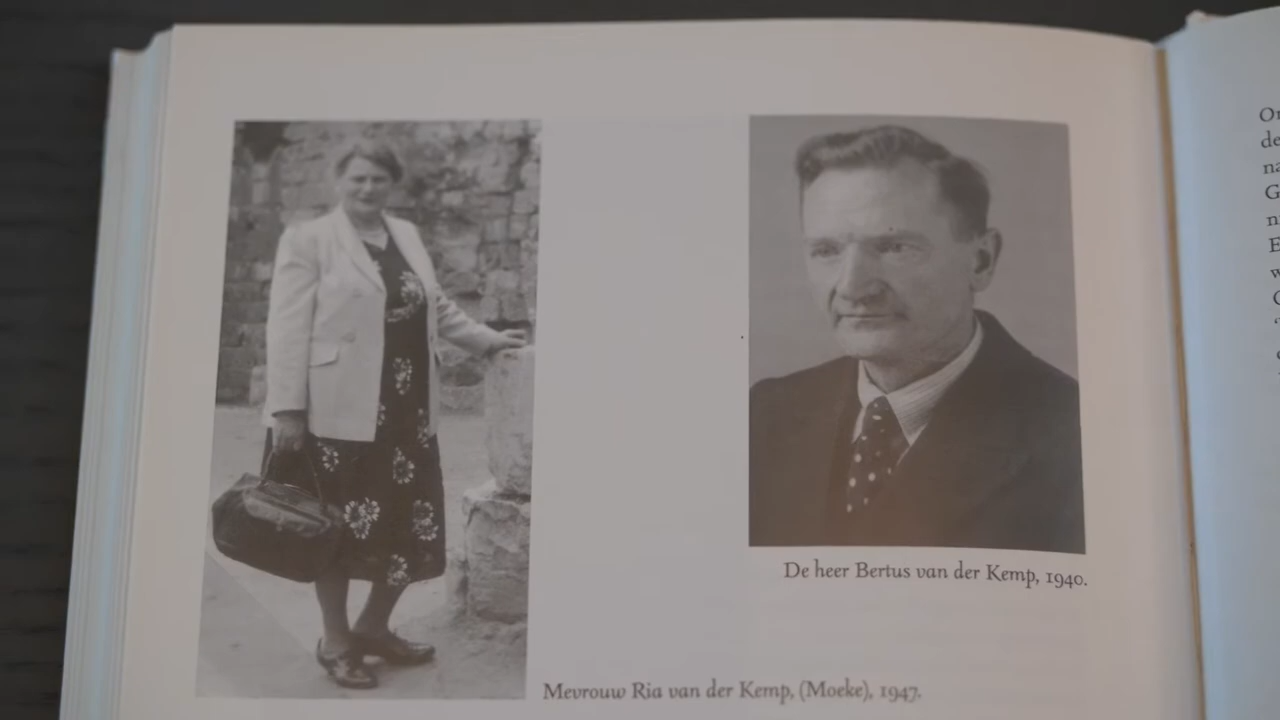 De heer Bertus van der Kemp, 1940.
Mevrouw Ria van der Kemp, (Moeke), 1947.